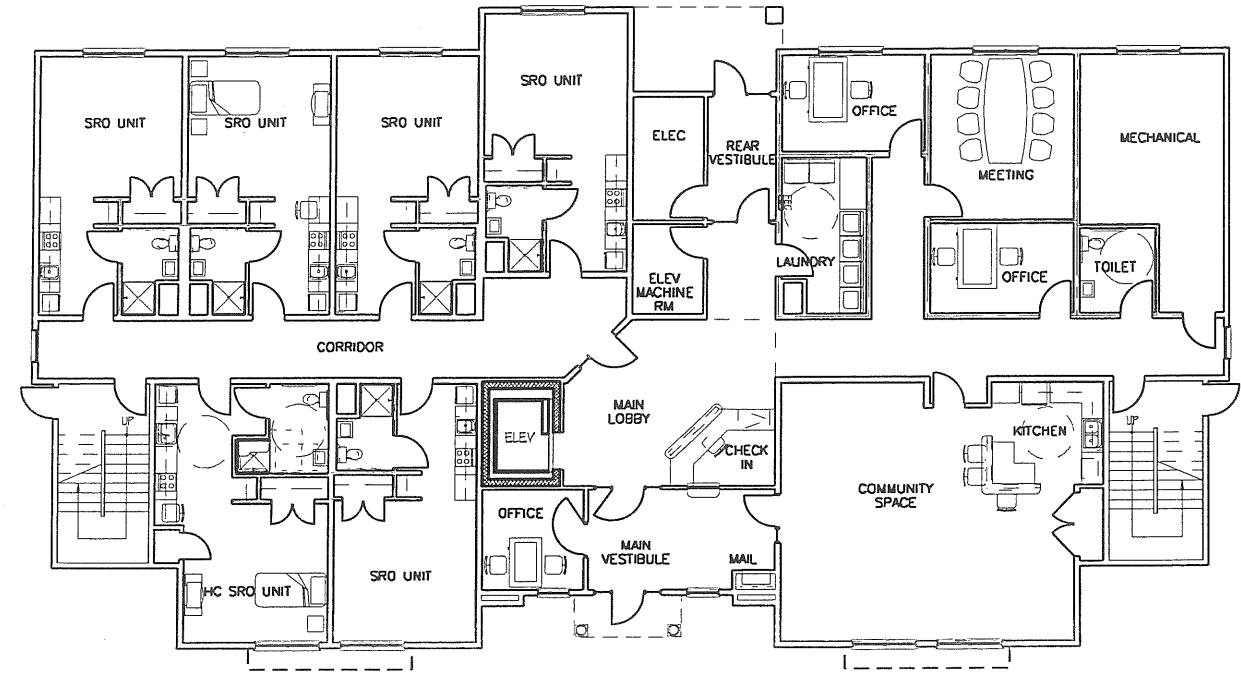 SRO UNIT
SRO UNIT
SRO UNIT
SRO UNIT
ELEC
REAR
VESTIBULE
OFFICE
MEETING
MECHANICAL
ELEV
MACHINE
RM
LAUNDRY
OFFICE
TOILET
CORRIDOR
UP
ELEV
MAIN
LOBBY
CHECK
IN
KITCHEN
UP
COMMUNITY
SPACE
OFFICE
MAIN
VESTIBULE
MAIL
HC SRO UNIT
SRO UNIT